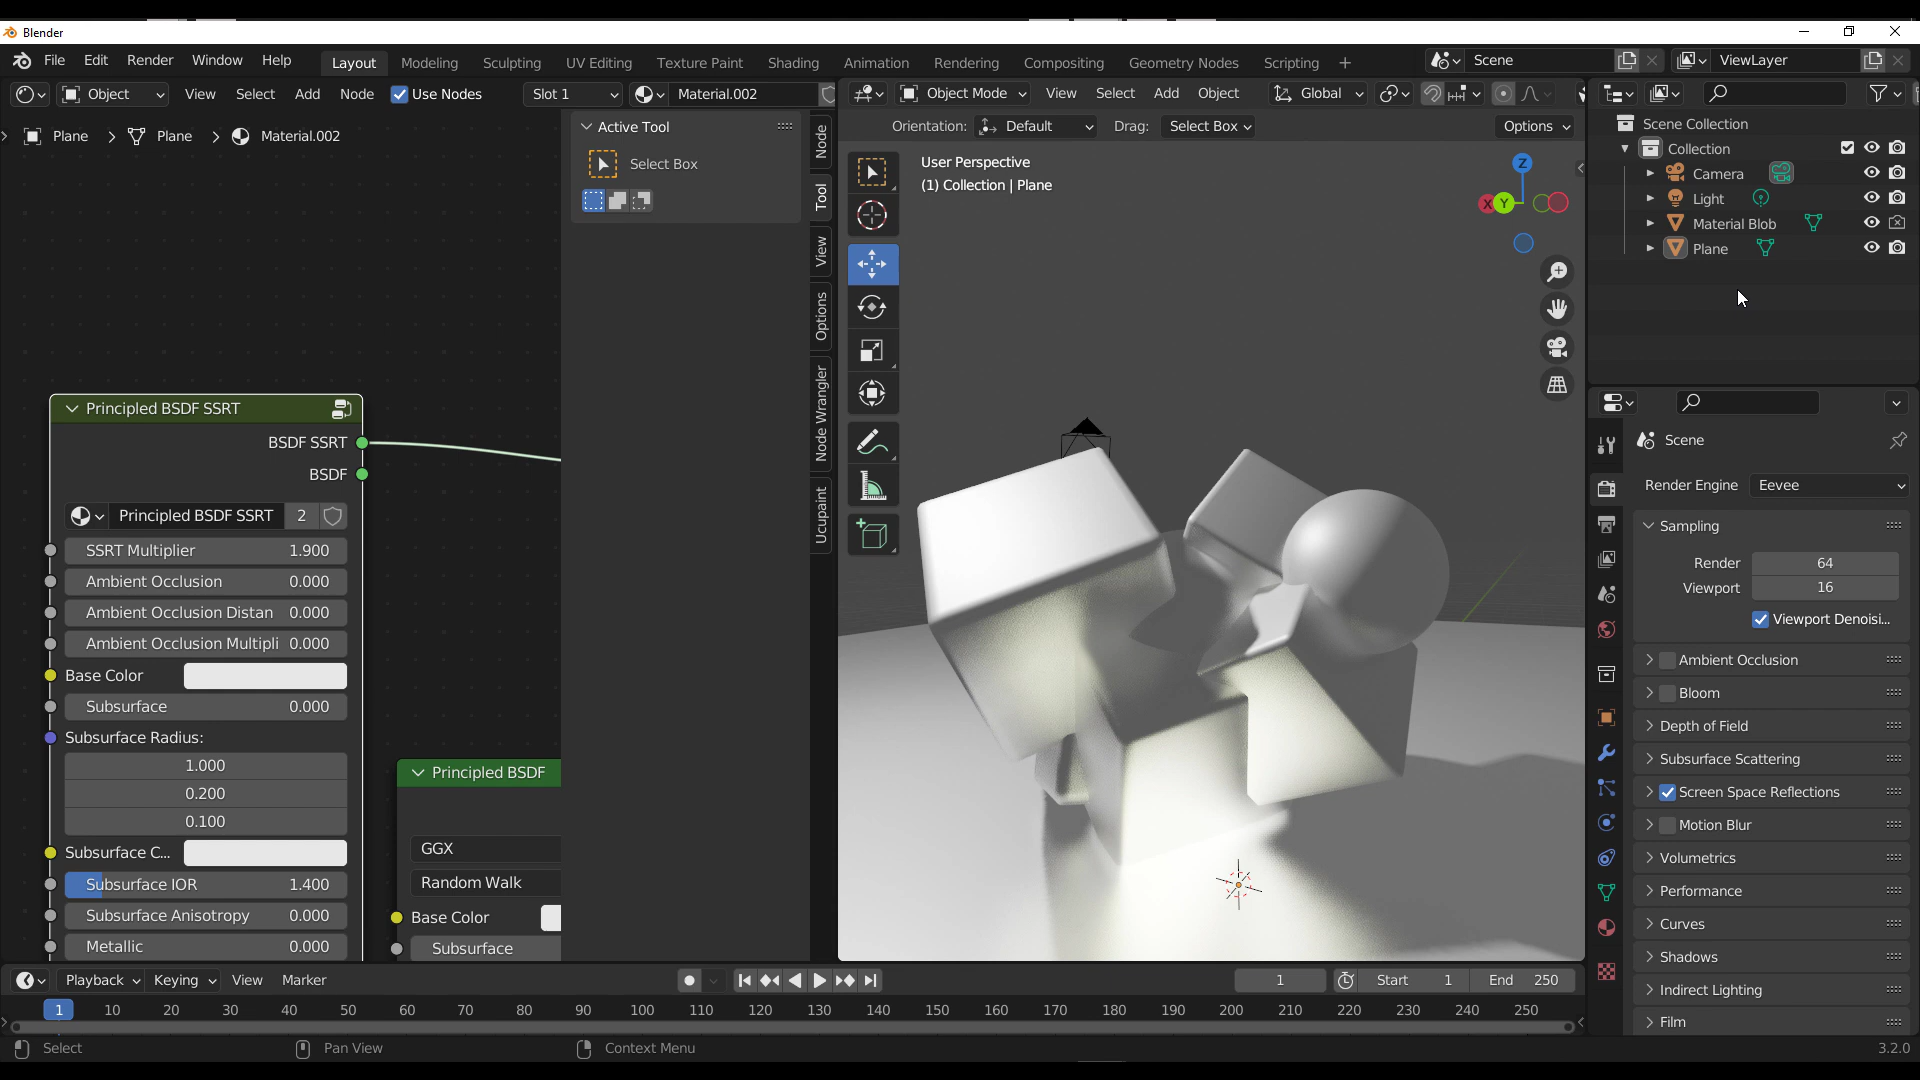 Blender
File Edit Render Window Help Layout Modeling Sculpting UV Editing Texture Paint Shading Animation Rendering Compositing Geometry Nodes Scripting + Scene ViewLayer
Object View Select Add Node Use Nodes Slot 1 Material.002
Object Mode View Select Add Object Global
Plane > Plane > Material.002
Active Tool
Select Box
Node
Tool
View
Options
Node Wrangler
Ucupaint
Principled BSDF SSRT
BSDF SSRT
BSDF
Principled BSDF SSRT 2
SSRT Multiplier 1.900
Ambient Occlusion 0.000
Ambient Occlusion Distan 0.000
Ambient Occlusion Multipli 0.000
Base Color
Subsurface 0.000
Subsurface Radius:
1.000
0.200
0.100
Subsurface C...
Subsurface IOR 1.400
Subsurface Anisotropy 0.000
Metallic 0.000
Principled BSDF
GGX
Random Walk
Base Color
Subsurface
Orientation: Default Drag: Select Box Options
User Perspective
(1) Collection | Plane
Z
X Y
Scene Collection
Collection
Camera
Light
Material Blob
Plane
Scene
Render Engine Eevee
Sampling
Render 64
Viewport 16
Viewport Denoisi...
Ambient Occlusion
Bloom
Depth of Field
Subsurface Scattering
Screen Space Reflections
Motion Blur
Volumetrics
Performance
Curves
Shadows
Indirect Lighting
Film
Playback Keying View Marker 1 Start 1 End 250
1 10 20 30 40 50 60 70 80 90 100 110 120 130 140 150 160 170 180 190 200 210 220 230 240 250
Select Pan View Context Menu 3.2.0